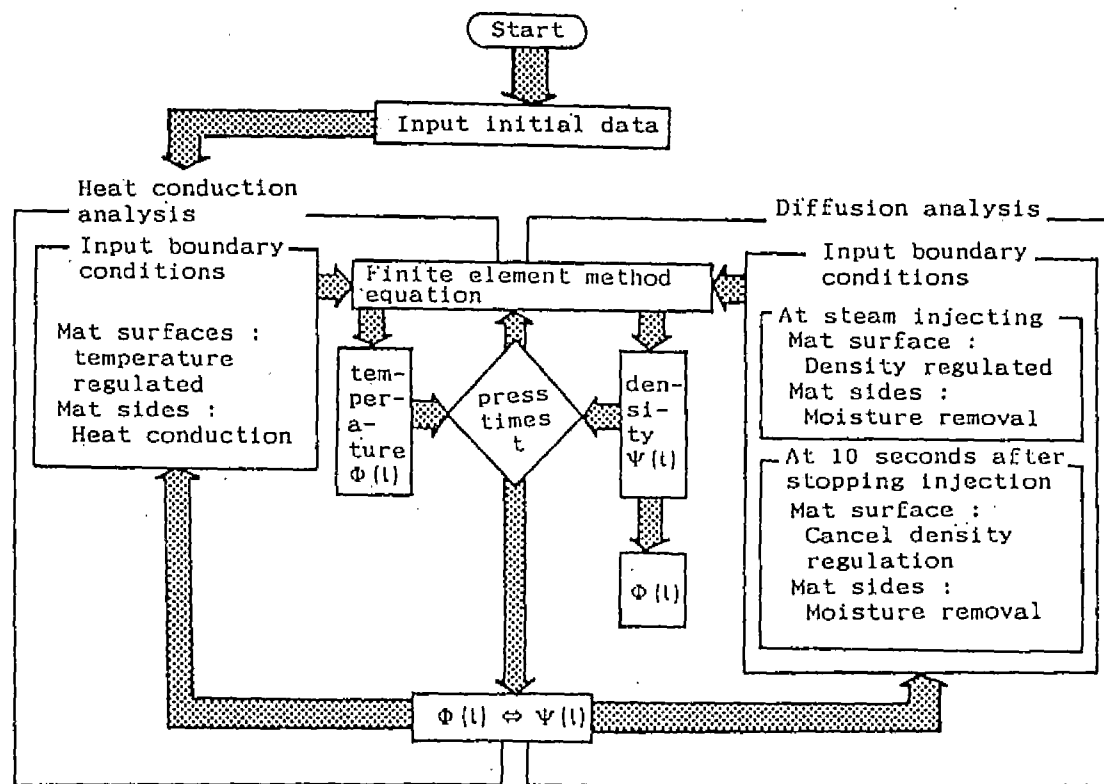 Start
Input initial data
Heat conduction
analysis
Input boundary
conditions
Mat surfaces :
temperature
regulated
Mat sides :
Heat conduction
Finite element method
equation
tem-
per-
a-
ture
Φ(t)
press
times
t
den-
si-
ty
Ψ(t)
Φ(t)
Diffusion analysis
Input boundary
conditions
At steam injecting
Mat surface :
Density regulated
Mat sides :
Moisture removal
At 10 seconds after
stopping injection
Mat surface :
Cancel density
regulation
Mat sides :
Moisture removal
Φ(t) ⇔ Ψ(t)